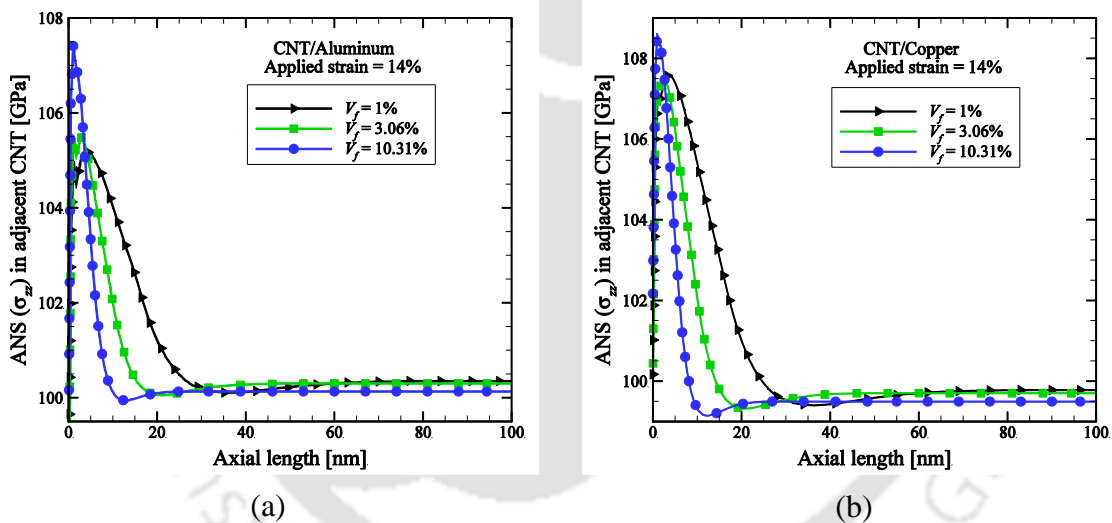 108
106
104
102
100
ANS (σzz) in adjacent CNT [GPa]
CNT/Aluminum
Applied strain = 14%
Vf = 1%
Vf = 3.06%
Vf = 10.31%
0 20 40 60 80 100
Axial length [nm]
(a)
108
106
104
102
100
ANS (σzz) in adjacent CNT [GPa]
CNT/Copper
Applied strain = 14%
Vf = 1%
Vf = 3.06%
Vf = 10.31%
0 20 40 60 80 100
Axial length [nm]
(b)